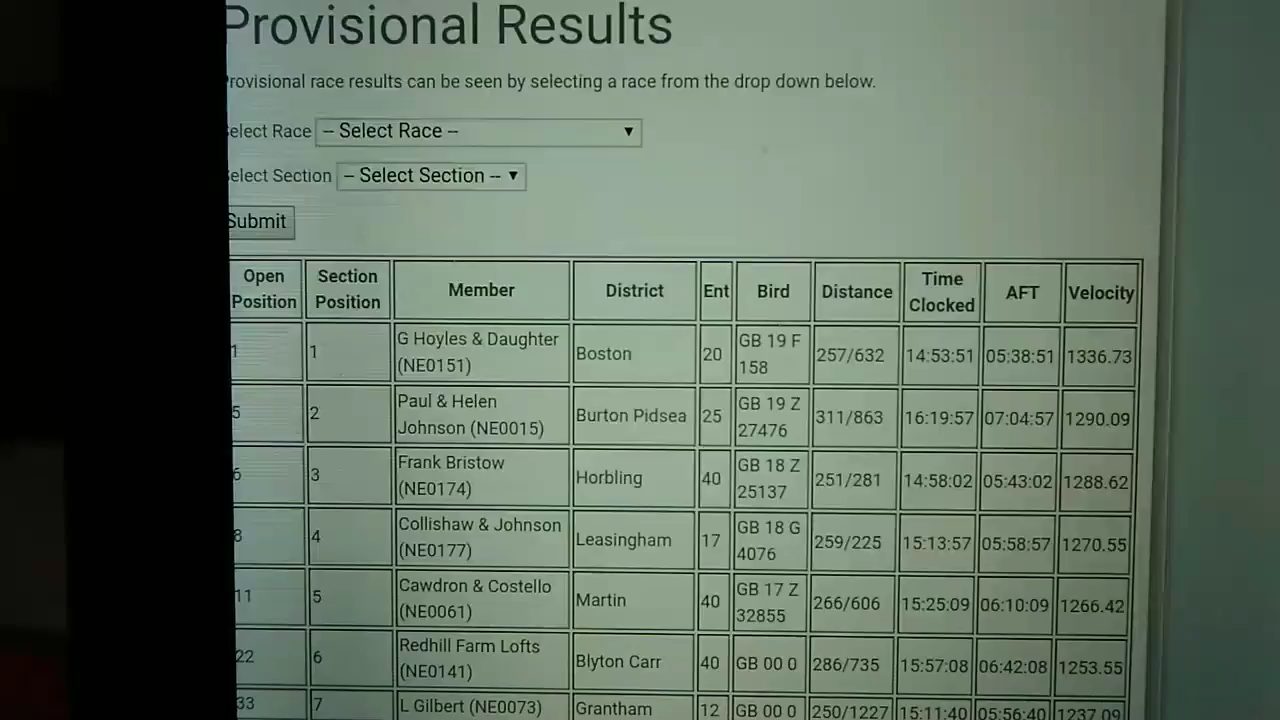 Provisional Results
Provisional race results can be seen by selecting a race from the drop down below.
Select Race -- Select Race -- ▼
Select Section -- Select Section -- ▼
Submit
Open Position Section Position Member District Ent Bird Distance Time Clocked AFT Velocity
1 1 G Hoyles & Daughter (NE0151) Boston 20 GB 19 F 158 257/632 14:53:51 05:38:51 1336.73
5 2 Paul & Helen Johnson (NE0015) Burton Pidsea 25 GB 19 Z 27476 311/863 16:19:57 07:04:57 1290.09
6 3 Frank Bristow (NE0174) Horbling 40 GB 18 Z 25137 251/281 14:58:02 05:43:02 1288.62
8 4 Collishaw & Johnson (NE0177) Leasingham 17 GB 18 G 4076 259/225 15:13:57 05:58:57 1270.55
11 5 Cawdron & Costello (NE0061) Martin 40 GB 17 Z 32855 266/606 15:25:09 06:10:09 1266.42
22 6 Redhill Farm Lofts (NE0141) Blyton Carr 40 GB 00 0 286/735 15:57:08 06:42:08 1253.55
33 7 L Gilbert (NE0073) Grantham 12 GB 00 0 250/1227 15:11:40 05:56:40 1237.09